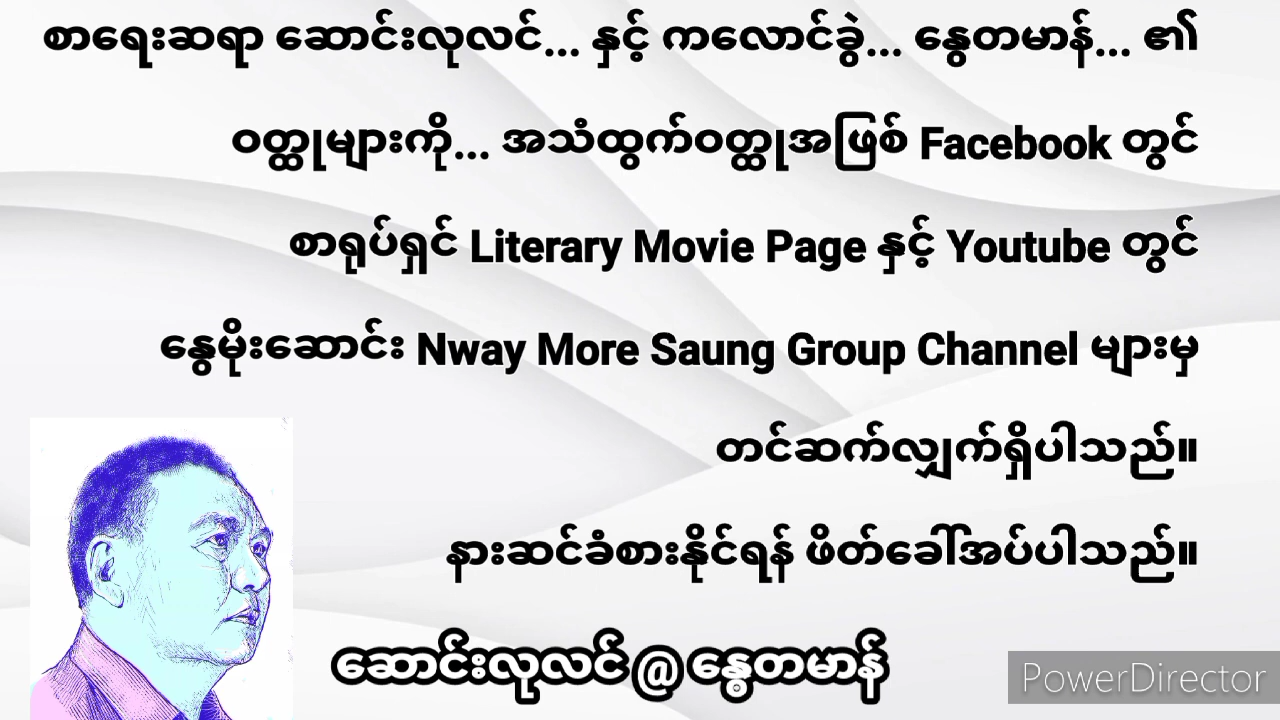 စာရေးဆရာ ဆောင်းလုလင်... နှင့် ကလောင်ခွဲ... နွေတမာန်... ၏
ဝတ္ထုများကို... အသံထွက်ဝတ္ထုအဖြစ် Facebook တွင်
စာရုပ်ရှင် Literary Movie Page နှင့် Youtube တွင်
နွေမိုးဆောင်း Nway More Saung Group Channel များမှ
တင်ဆက်လျှက်ရှိပါသည်။
နားဆင်ခံစားနိုင်ရန် ဖိတ်ခေါ်အပ်ပါသည်။
ဆောင်းလုလင် @ နွေတမာန်
PowerDirector